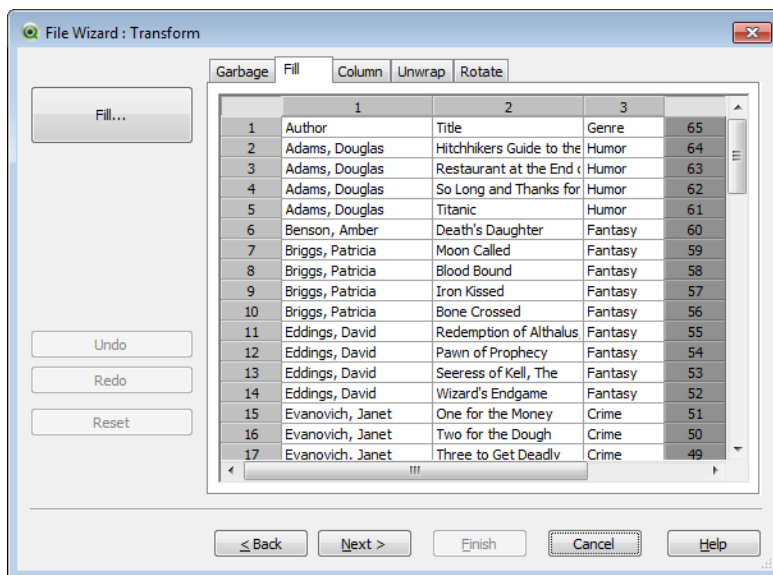 File Wizard : Transform
Garbage Fill Column Unwrap Rotate
Fill...
1 2 3
1 Author Title Genre 65
2 Adams, Douglas Hitchhikers Guide to the Humor 64
3 Adams, Douglas Restaurant at the End o Humor 63
4 Adams, Douglas So Long and Thanks for Humor 62
5 Adams, Douglas Titanic Humor 61
6 Benson, Amber Death's Daughter Fantasy 60
7 Briggs, Patricia Moon Called Fantasy 59
8 Briggs, Patricia Blood Bound Fantasy 58
9 Briggs, Patricia Iron Kissed Fantasy 57
10 Briggs, Patricia Bone Crossed Fantasy 56
11 Eddings, David Redemption of Althalus, Fantasy 55
12 Eddings, David Pawn of Prophecy Fantasy 54
13 Eddings, David Seeress of Kell, The Fantasy 53
14 Eddings, David Wizard's Endgame Fantasy 52
15 Evanovich, Janet One for the Money Crime 51
16 Evanovich, Janet Two for the Dough Crime 50
17 Evanovich, Janet Three to Get Deadly Crime 49
Undo
Redo
Reset
< Back Next > Finish Cancel Help